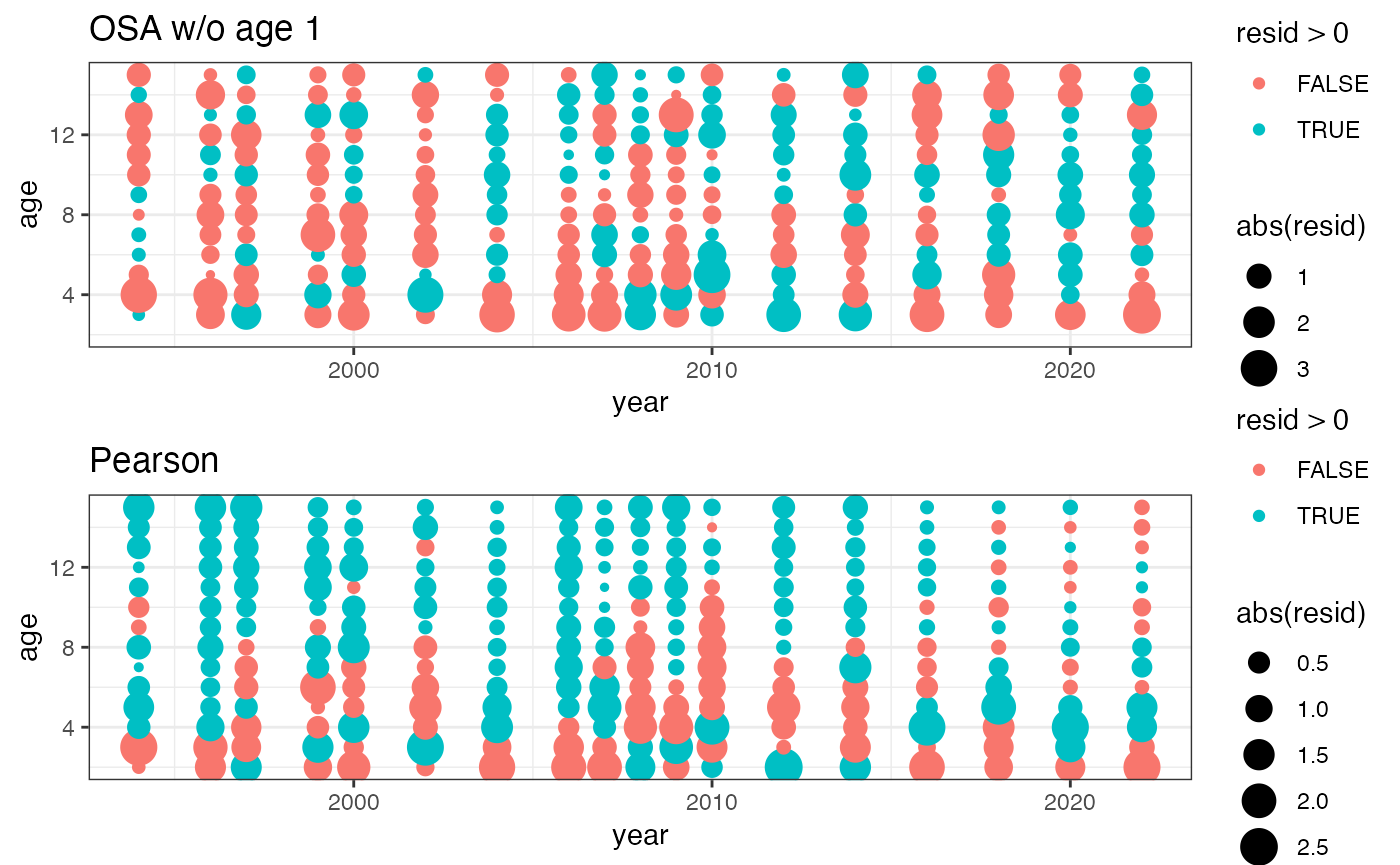 OSA w/o age 1
12
8
4
age
2000 2010 2020
year
resid > 0
FALSE
TRUE
abs(resid)
1
2
3
Pearson
12
8
4
age
2000 2010 2020
year
resid > 0
FALSE
TRUE
abs(resid)
0.5
1.0
1.5
2.0
2.5